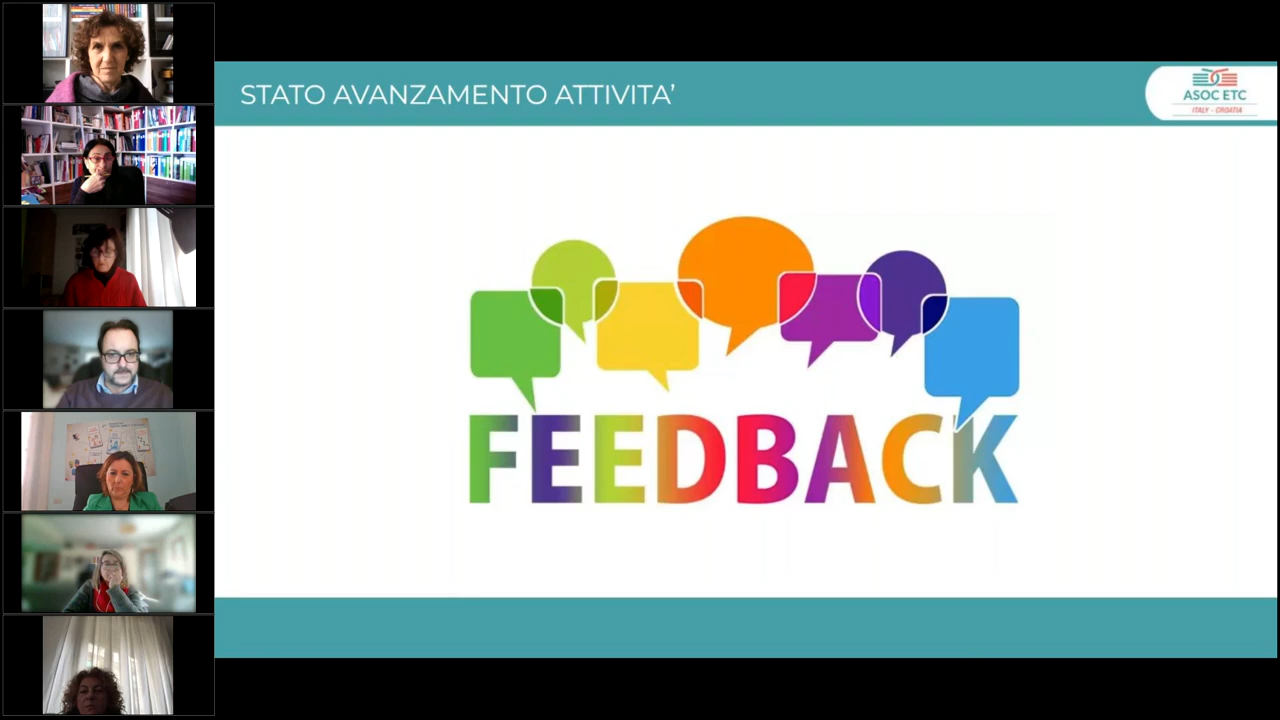 STATO AVANZAMENTO ATTIVITA'
ASOC ETC
ITALY - CROATIA
FEEDBACK